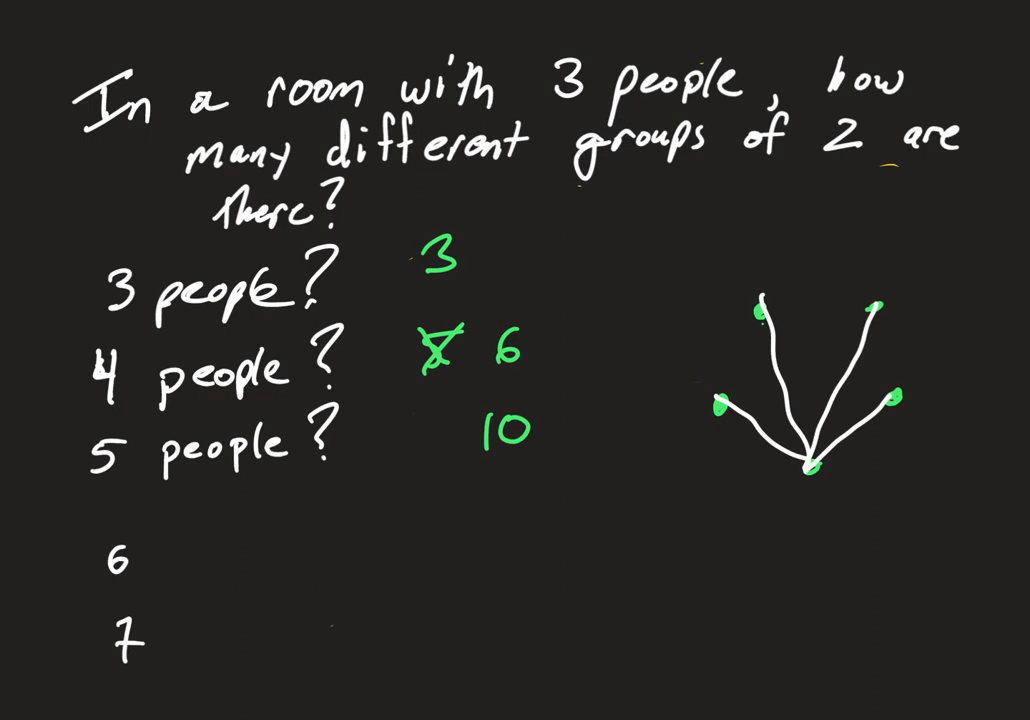 In a room with 3 people, how
many different groups of 2 are
there?
3 people? 3
4 people? 6
5 people? 10
6
7